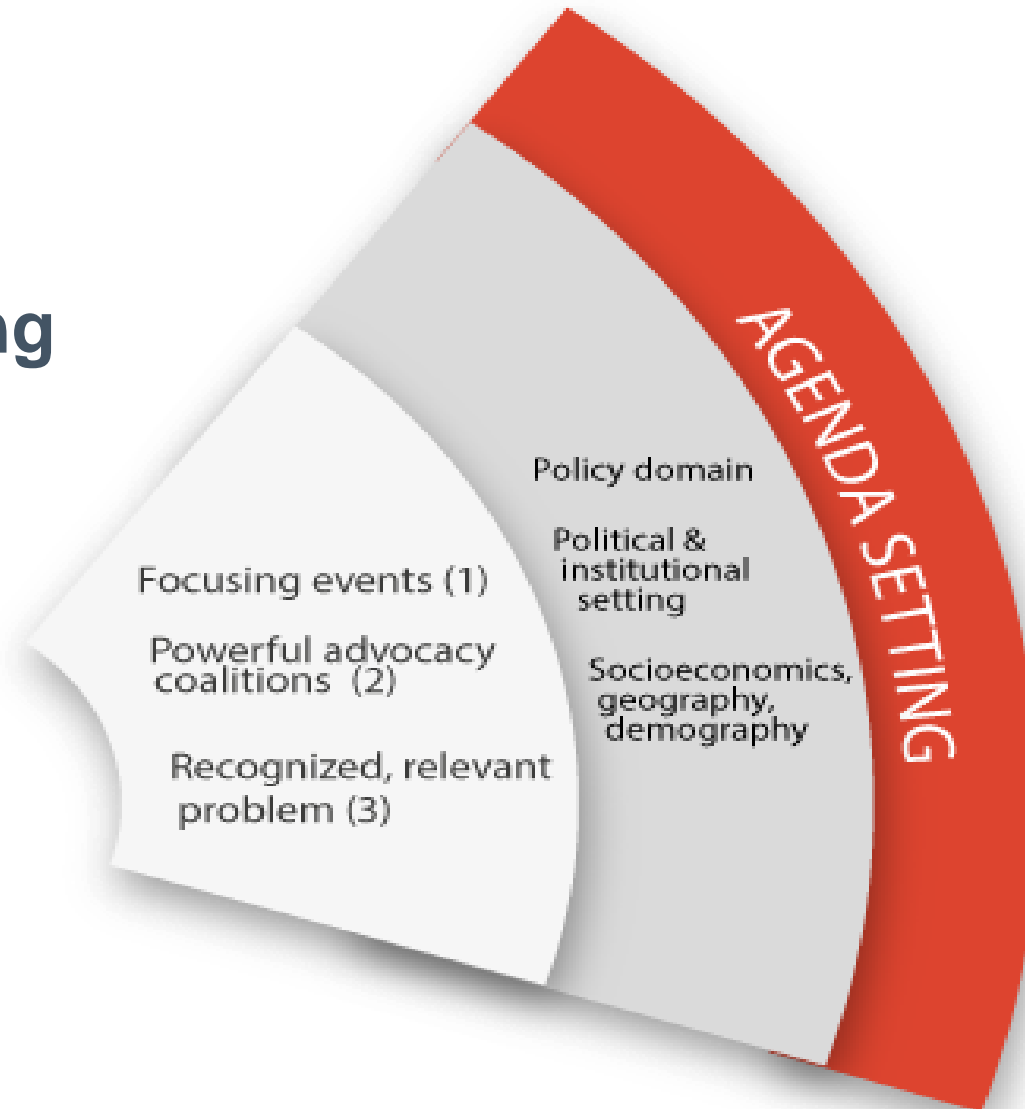 ng
AGENDA SETTING
Policy domain
Political &
institutional
setting
Socioeconomics,
geography,
demography
Focusing events (1)
Powerful advocacy
coalitions (2)
Recognized, relevant
problem (3)